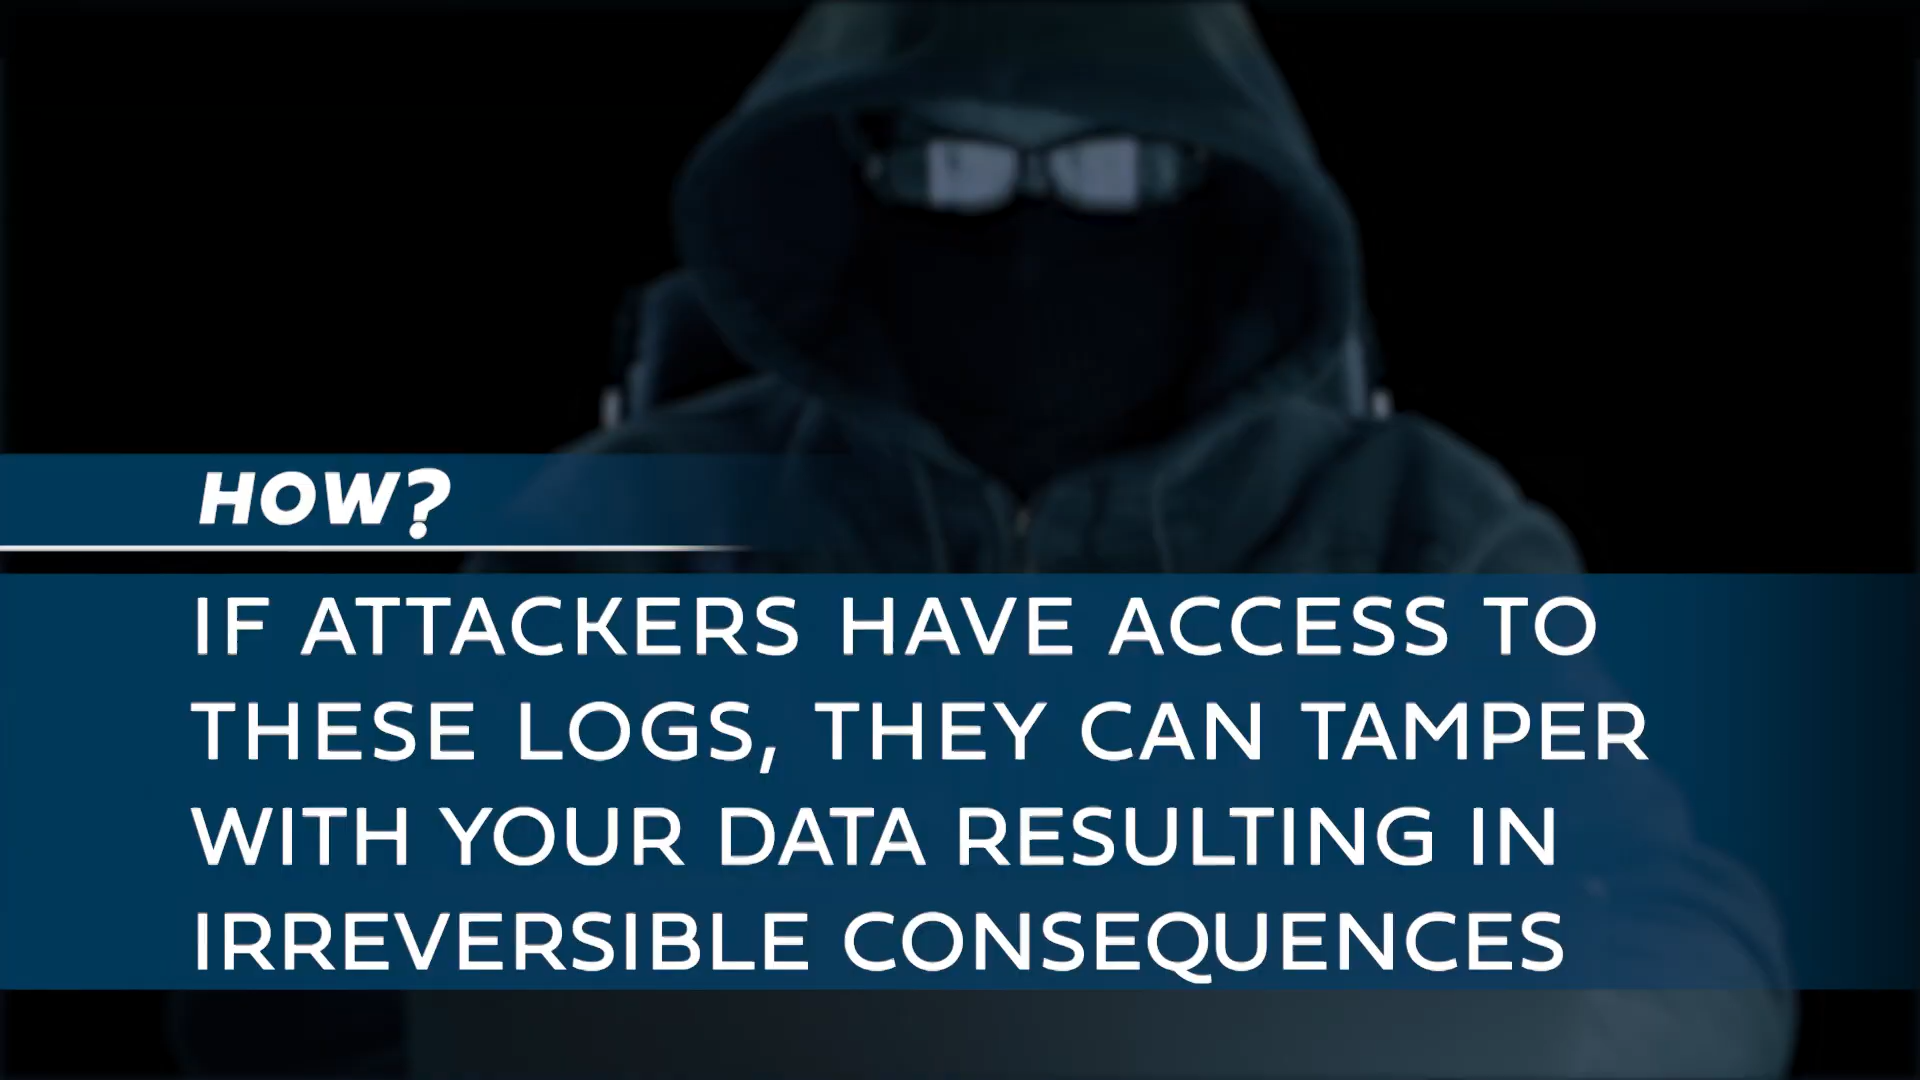 HOW?
IF ATTACKERS HAVE ACCESS TO
THESE LOGS, THEY CAN TAMPER
WITH YOUR DATA RESULTING IN
IRREVERSIBLE CONSEQUENCES